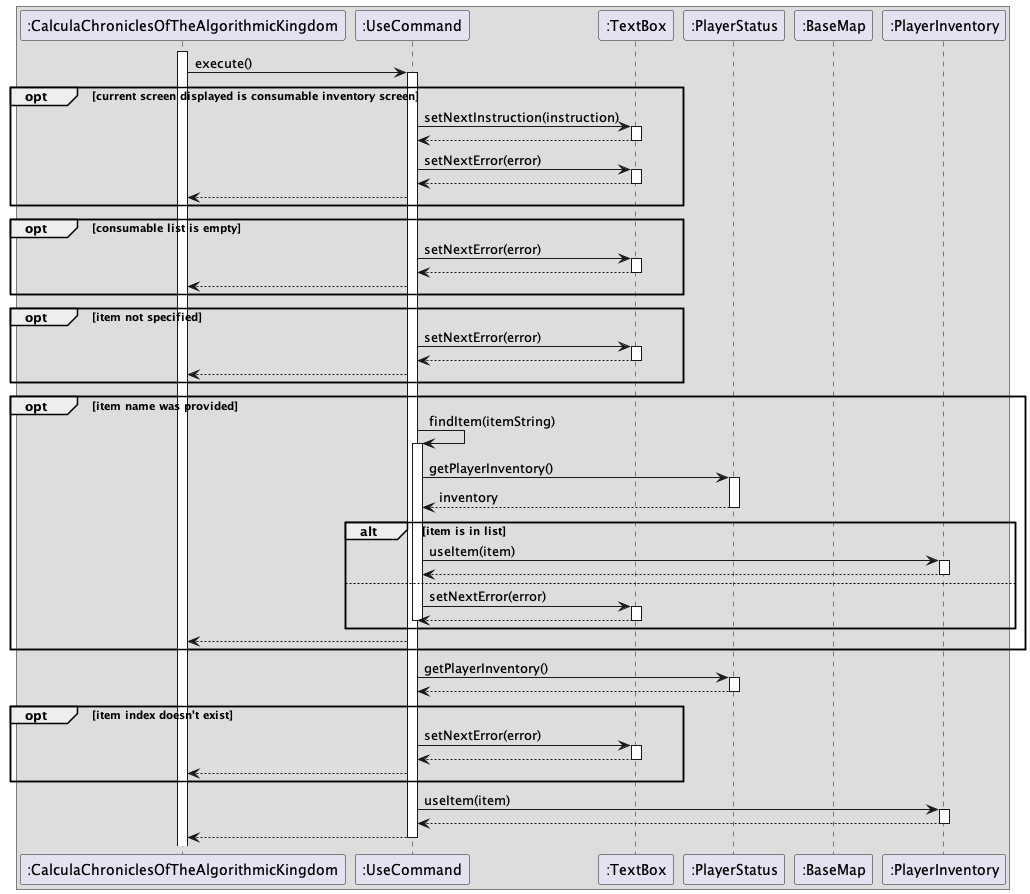 :CalculaChroniclesOfTheAlgorithmicKingdom :UseCommand :TextBox :PlayerStatus :BaseMap :PlayerInventory
execute()
opt [current screen displayed is consumable inventory screen]
setNextInstruction(instruction)
setNextError(error)
opt [consumable list is empty]
setNextError(error)
opt [item not specified]
setNextError(error)
opt [item name was provided]
findItem(itemString)
getPlayerInventory()
inventory
alt [item is in list]
useItem(item)
setNextError(error)
getPlayerInventory()
opt [item index doesn't exist]
setNextError(error)
useItem(item)
:CalculaChroniclesOfTheAlgorithmicKingdom :UseCommand :TextBox :PlayerStatus :BaseMap :PlayerInventory